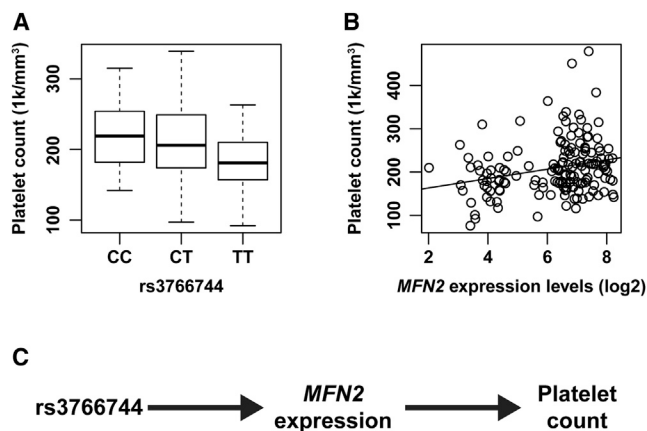 A
Platelet count (1k/mm³)
300
200
100
CC CT TT
rs3766744
B
Platelet count (1k/mm³)
400
300
200
100
2 4 6 8
MFN2 expression levels (log2)
C
rs3766744
MFN2
expression
Platelet
count